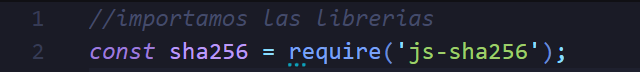 1 //importamos las librerias
2 const sha256 = require('js-sha256');